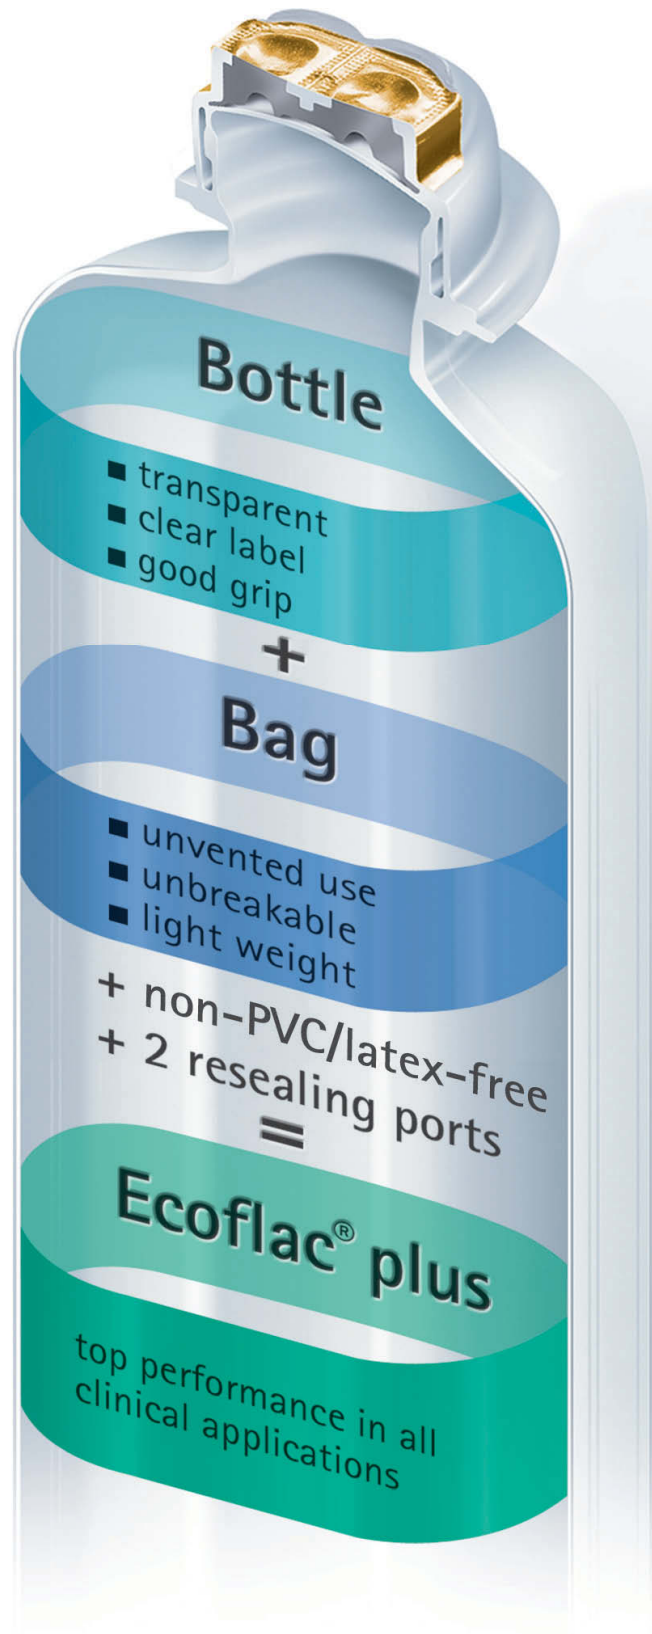 Bottle
■ transparent
■ clear label
■ good grip
+
Bag
■ unvented use
■ unbreakable
■ light weight
+ non-PVC/latex-free
+ 2 resealing ports
=
Ecoflac® plus
top performance in all
clinical applications